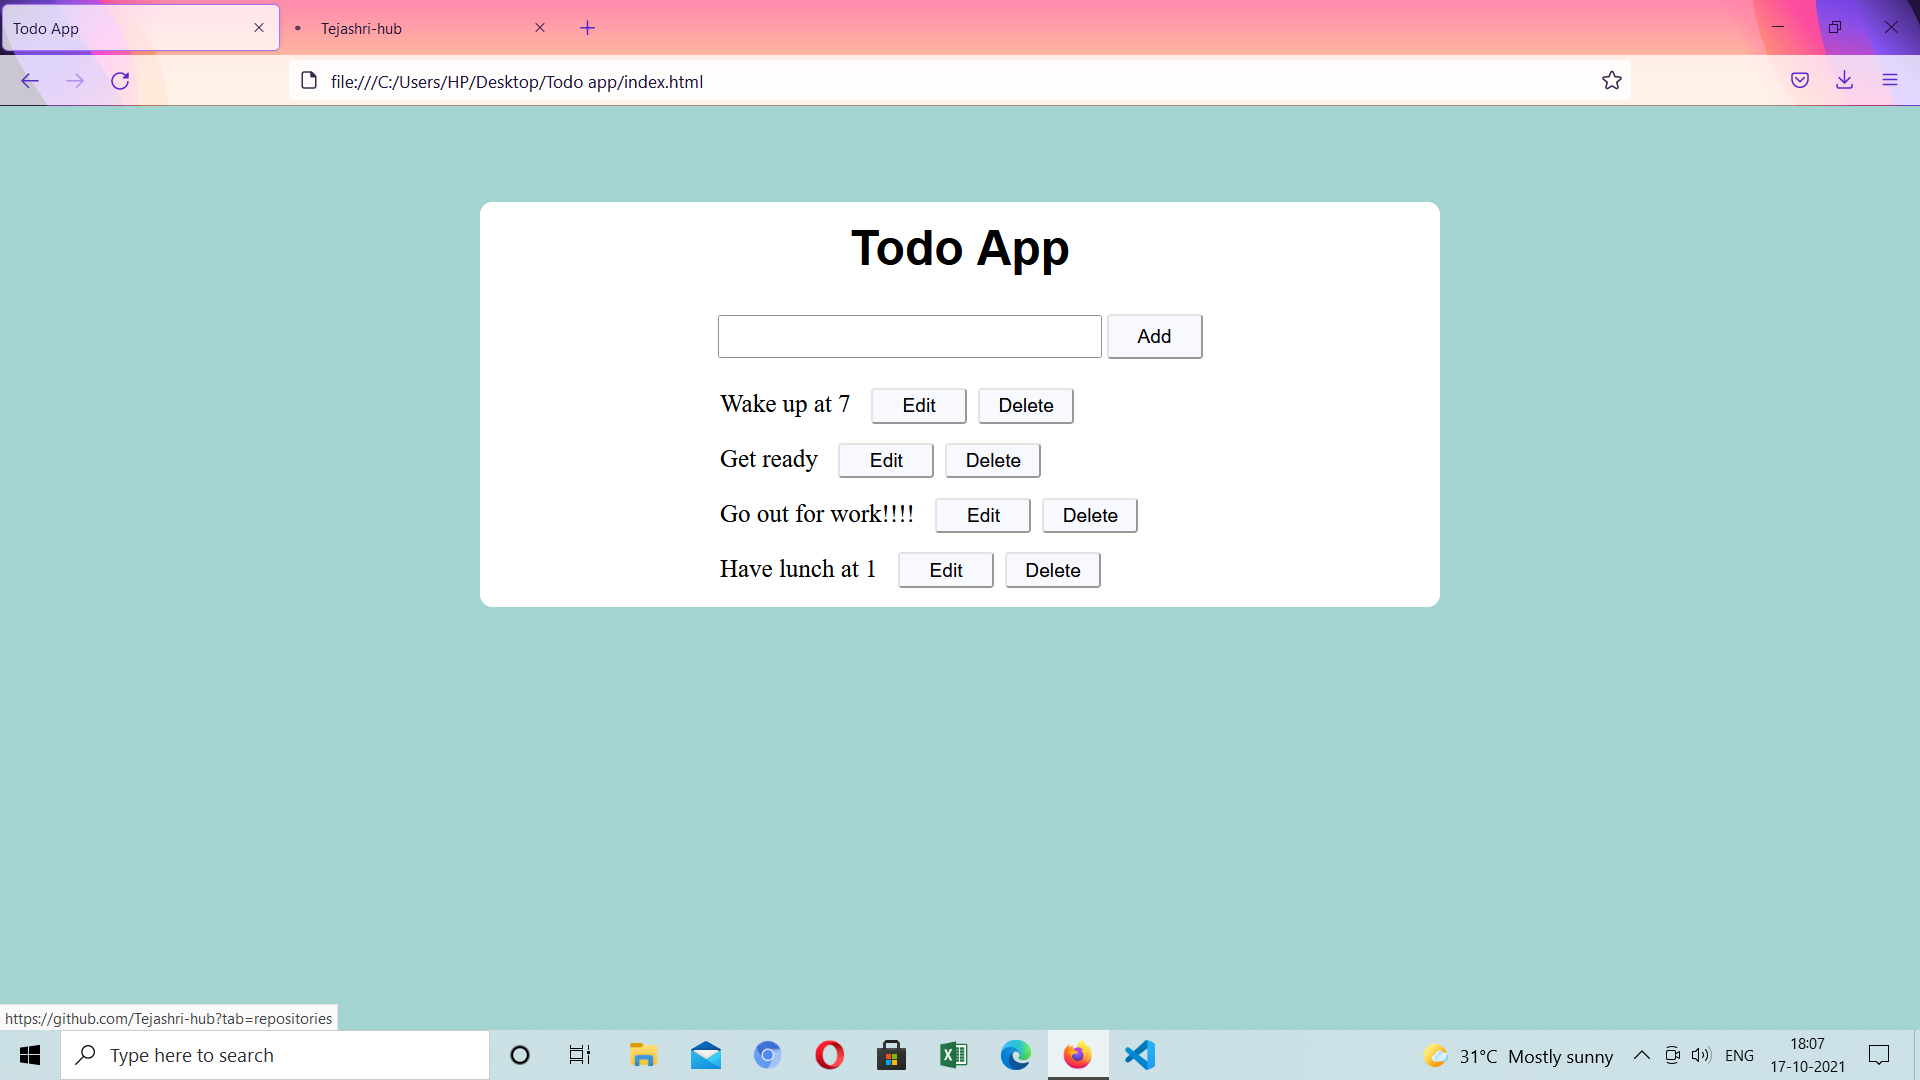 Todo App
Tejashri-hub
file:///C:/Users/HP/Desktop/Todo app/index.html
Todo App
Add
Wake up at 7 Edit Delete
Get ready Edit Delete
Go out for work!!!! Edit Delete
Have lunch at 1 Edit Delete
https://github.com/Tejashri-hub?tab=repositories
Type here to search
31°C Mostly sunny
ENG
18:07
17-10-2021